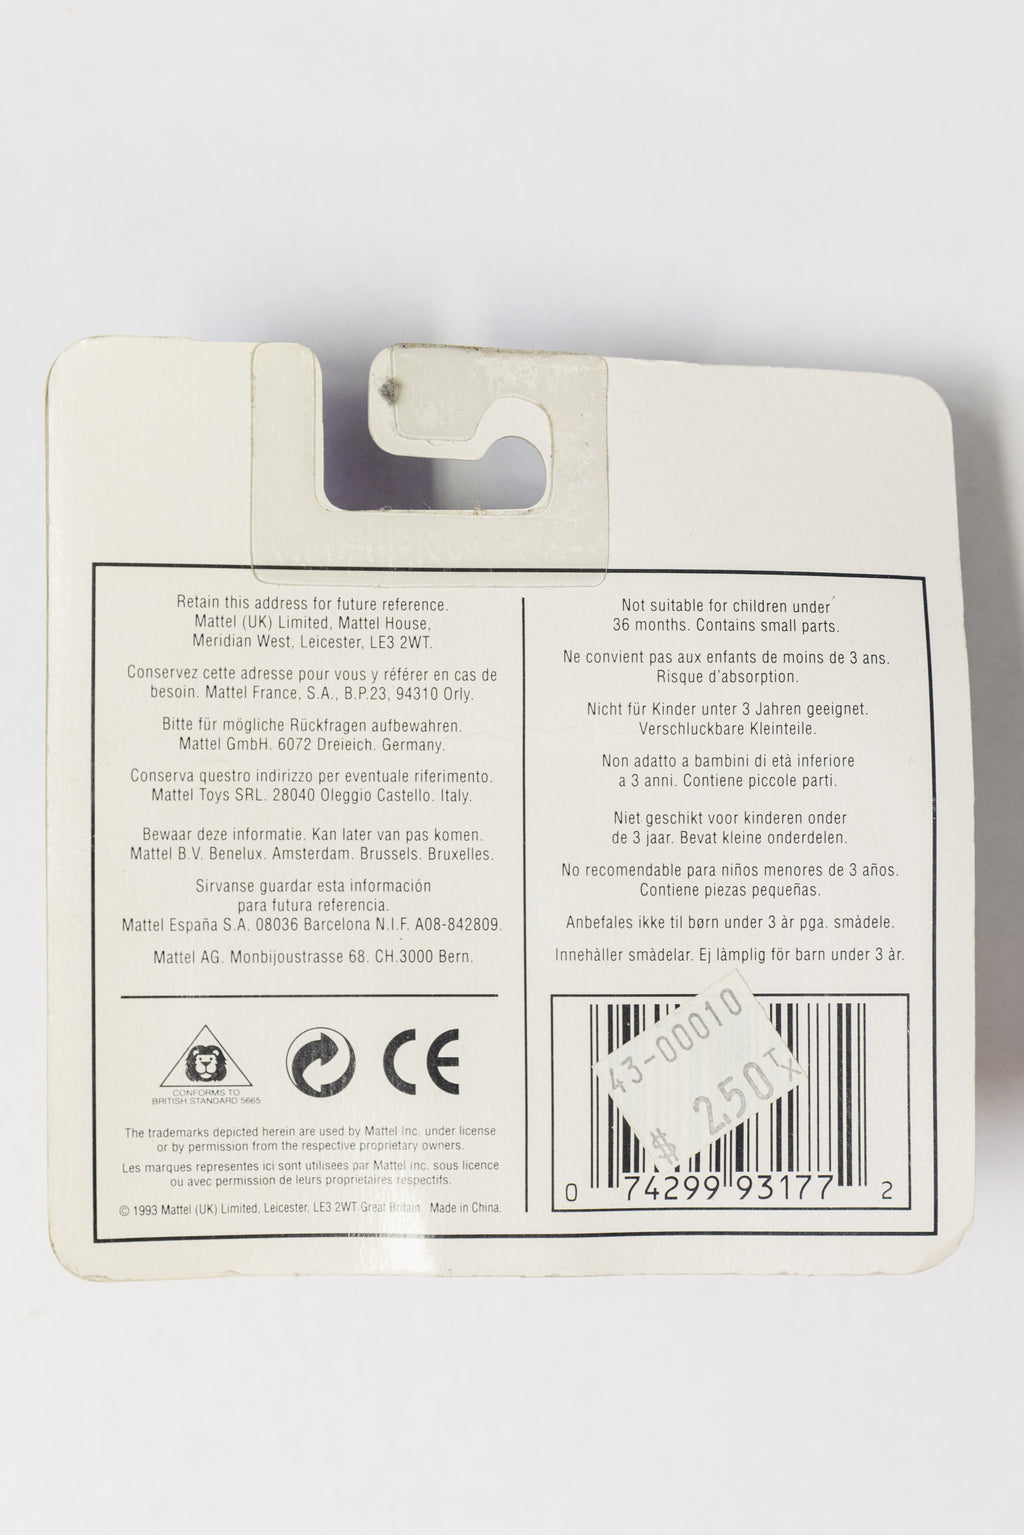 Retain this address for future reference.
Mattel (UK) Limited, Mattel House,
Meridian West, Leicester, LE3 2WT.
Conservez cette adresse pour vous y référer en cas de
besoin. Mattel France, S.A., B.P.23, 94310 Orly.
Bitte für mögliche Rückfragen aufbewahren.
Mattel GmbH. 6072 Dreieich. Germany.
Conserva questro indirizzo per eventuale riferimento.
Mattel Toys SRL. 28040 Oleggio Castello. Italy.
Bewaar deze informatie. Kan later van pas komen.
Mattel B.V. Benelux. Amsterdam. Brussels. Bruxelles.
Sirvanse guardar esta información
para futura referencia.
Mattel España S.A. 08036 Barcelona N.I.F. A08-842809.
Mattel AG. Monbijoustrasse 68. CH.3000 Bern.
CONFORMS TO
BRITISH STANDARD 5665
CE
The trademarks depicted herein are used by Mattel Inc. under license
or by permission from the respective proprietary owners.
Les marques representes ici sont utilisees par Mattel inc. sous licence
ou avec permission de leurs proprietaires respectifs.
© 1993 Mattel (UK) Limited, Leicester, LE3 2WT Great Britain. Made in China.
Not suitable for children under
36 months. Contains small parts.
Ne convient pas aux enfants de moins de 3 ans.
Risque d'absorption.
Nicht für Kinder unter 3 Jahren geeignet.
Verschluckbare Kleinteile.
Non adatto a bambini di età inferiore
a 3 anni. Contiene piccole parti.
Niet geschikt voor kinderen onder
de 3 jaar. Bevat kleine onderdelen.
No recomendable para niños menores de 3 años.
Contiene piezas pequeñas.
Anbefales ikke til børn under 3 àr pga. smàdele.
Innehàller smàdelar. Ej làmplig för barn under 3 àr.
43-00010
$ 2.50 TX
0 74299 93177 2